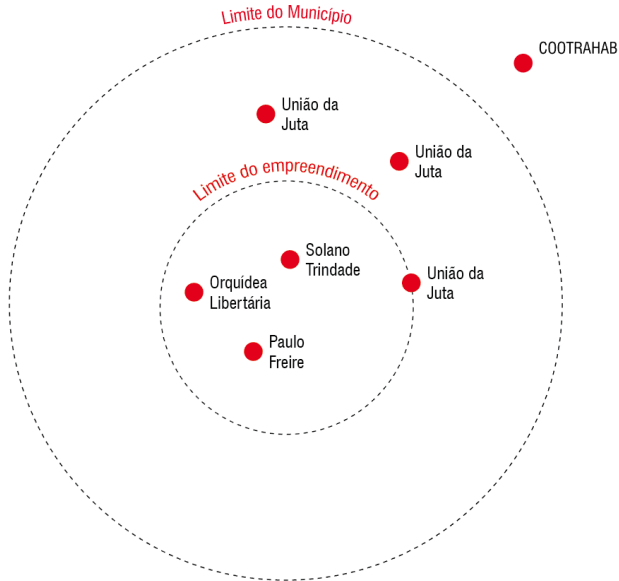 Limite do Município
COOTRAHAB
União da
Juta
União da
Juta
Limite do empreendimento
Solano
Trindade
União da
Juta
Orquídea
Libertária
Paulo
Freire